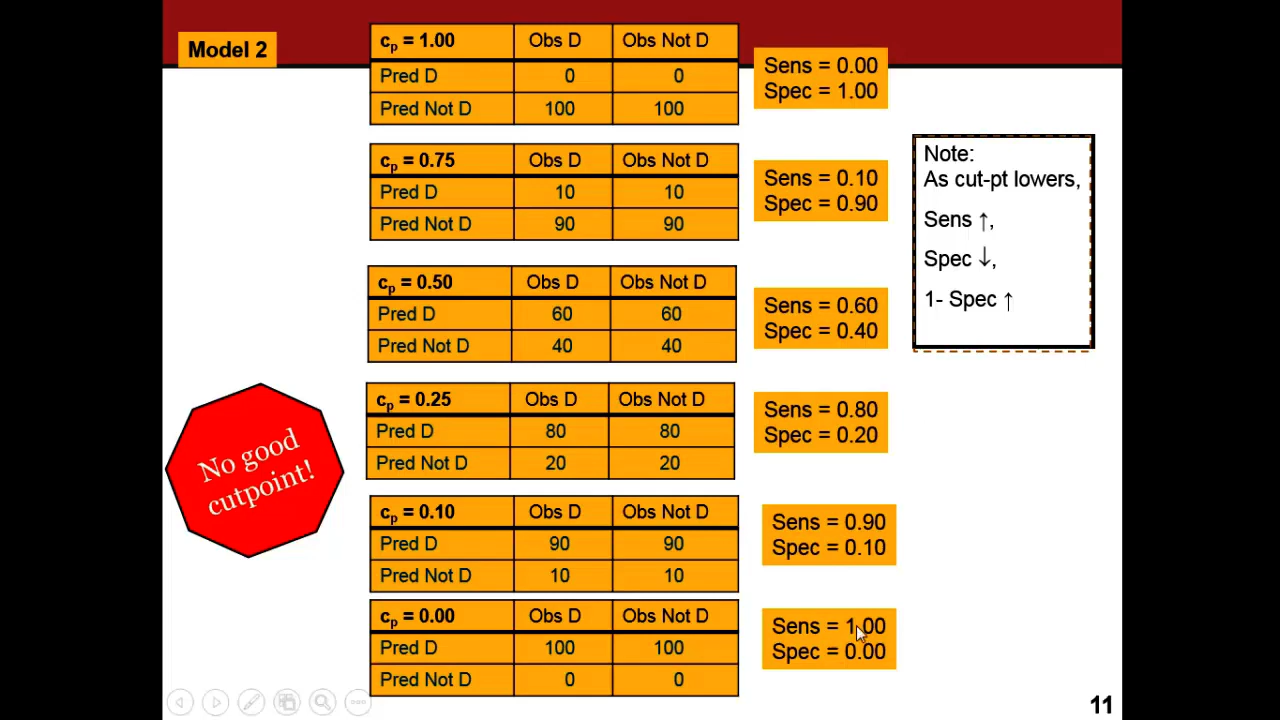 Model 2
cp = 1.00 Obs D Obs Not D
Pred D 0 0
Pred Not D 100 100
Sens = 0.00
Spec = 1.00
cp = 0.75 Obs D Obs Not D
Pred D 10 10
Pred Not D 90 90
Sens = 0.10
Spec = 0.90
Note:
As cut-pt lowers,
Sens ↑,
Spec ↓,
1- Spec ↑
cp = 0.50 Obs D Obs Not D
Pred D 60 60
Pred Not D 40 40
Sens = 0.60
Spec = 0.40
cp = 0.25 Obs D Obs Not D
Pred D 80 80
Pred Not D 20 20
Sens = 0.80
Spec = 0.20
No good
cutpoint!
cp = 0.10 Obs D Obs Not D
Pred D 90 90
Pred Not D 10 10
Sens = 0.90
Spec = 0.10
cp = 0.00 Obs D Obs Not D
Pred D 100 100
Pred Not D 0 0
Sens = 1.00
Spec = 0.00
11